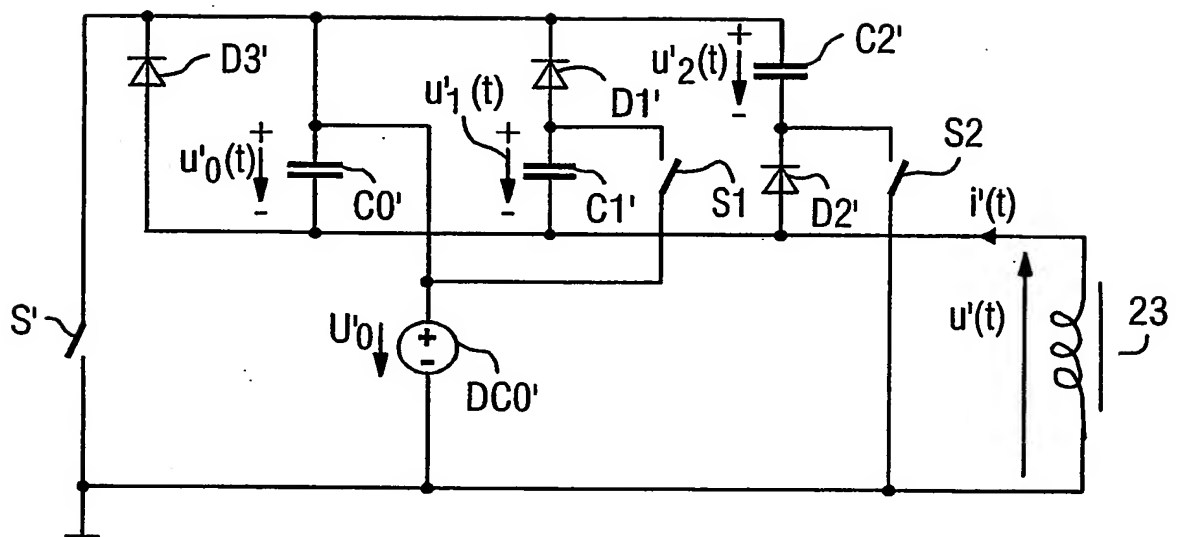 D3'
u'0(t)
+
-
C0'
u'1(t)
+
-
D1'
C1'
S1
u'2(t)
+
-
C2'
D2'
S2
i'(t)
S'
U'0
+
-
DC0'
u'(t)
23